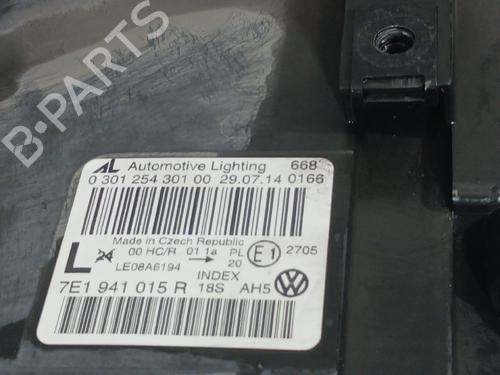 B-PARTS
AL Automotive Lighting 668
0 301 254 301 00 29.07.14 0166
Made in Czech Republic
L 00 HC/R 01 1a PL E1 2705
LE08A6194 20
INDEX
7E1 941 015 R 18S AH5